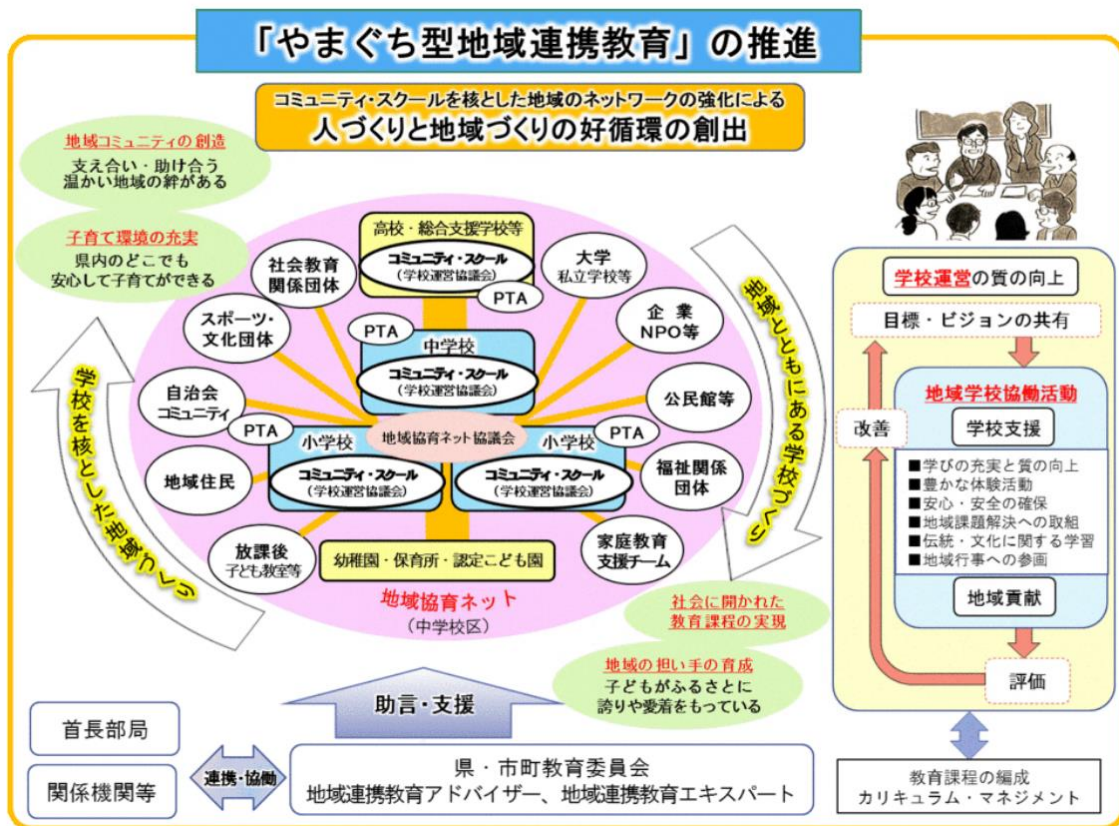 「やまぐち型地域連携教育」の推進
コミュニティ・スクールを核とした地域のネットワークの強化による
人づくりと地域づくりの好循環の創出
地域コミュニティの創造
支え合い・助け合う
温かい地域の絆がある
子育て環境の充実
県内のどこでも
安心して子育てができる
学校を核とした地域づくり
高校・総合支援学校等
コミュニティ・スクール
(学校運営協議会)
PTA
社会教育
関係団体
大学
私立学校等
スポーツ・
文化団体
PTA
中学校
コミュニティ・スクール
(学校運営協議会)
企業
NPO等
自治会
コミュニティ
公民館等
PTA
小学校
コミュニティ・スクール
(学校運営協議会)
地域協育ネット協議会
小学校
PTA
コミュニティ・スクール
(学校運営協議会)
地域住民
福祉関係
団体
放課後
子ども教室等
幼稚園・保育所・認定こども園
家庭教育
支援チーム
地域協育ネット
(中学校区)
地域とともにある学校づくり
社会に開かれた
教育課程の実現
地域の担い手の育成
子どもがふるさとに
誇りや愛着をもっている
助言・支援
首長部局
関係機関等
連携・協働
県・市町教育委員会
地域連携教育アドバイザー、地域連携教育エキスパート
学校運営の質の向上
目標・ビジョンの共有
地域学校協働活動
学校支援
■学びの充実と質の向上
■豊かな体験活動
■安心・安全の確保
■地域課題解決への取組
■伝統・文化に関する学習
■地域行事への参画
地域貢献
改善
評価
教育課程の編成
カリキュラム・マネジメント